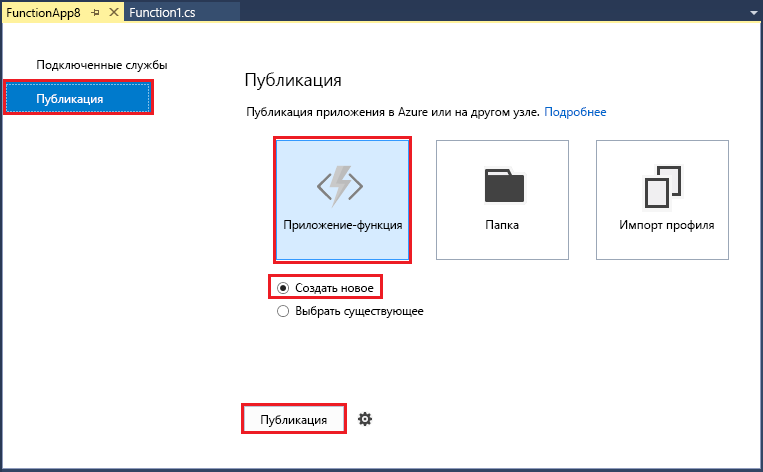 FunctionApp8
Function1.cs
Подключенные службы
Публикация
Публикация
Публикация приложения в Azure или на другом узле. Подробнее
Приложение-функция
Папка
Импорт профиля
Создать новое
Выбрать существующее
Публикация